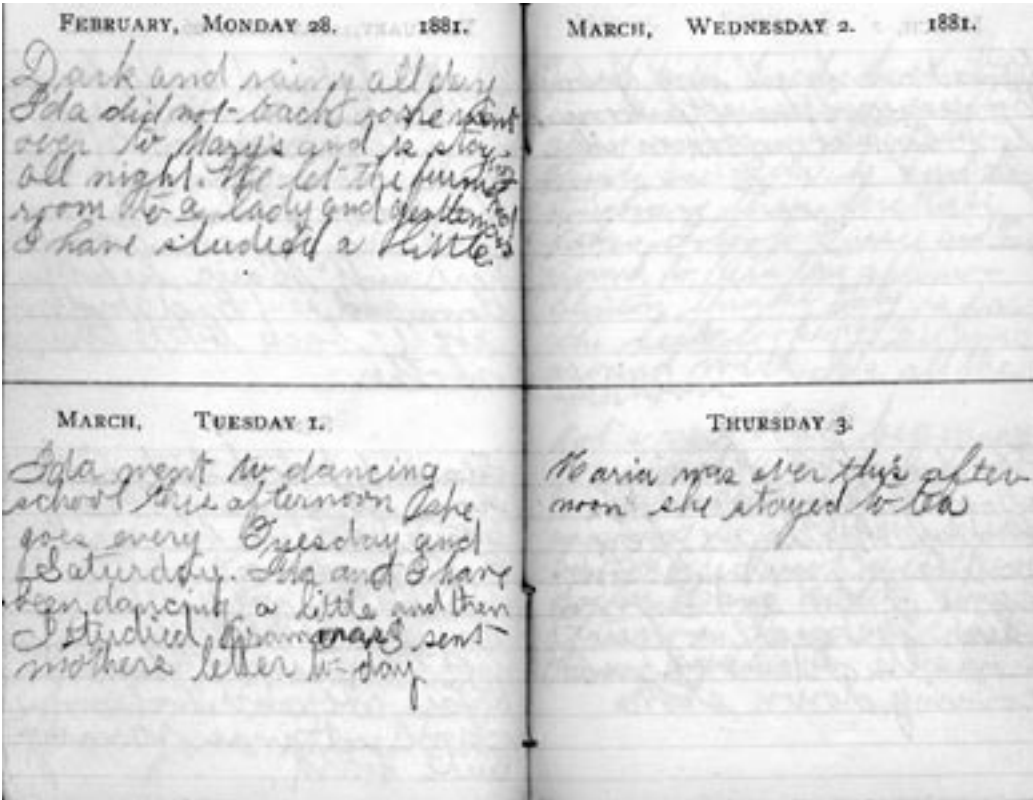 FEBRUARY, MONDAY 28. 1881.
Dark and rainy all day
Ida did not teach so she went
over to Mary's and is stay-
ing
all night. We let the furnished
room to a lady and gentleman
I have studied a little
MARCH, TUESDAY 1.
Ida went to dancing
school this afternoon she
goes every Tuesday and
Saturday. Ida and I have
been dancing a little and then
I studied Grammar I sent
mothers letter to-day
MARCH, WEDNESDAY 2. 1881.
THURSDAY 3.
Maria was over this after
noon she stayed to tea